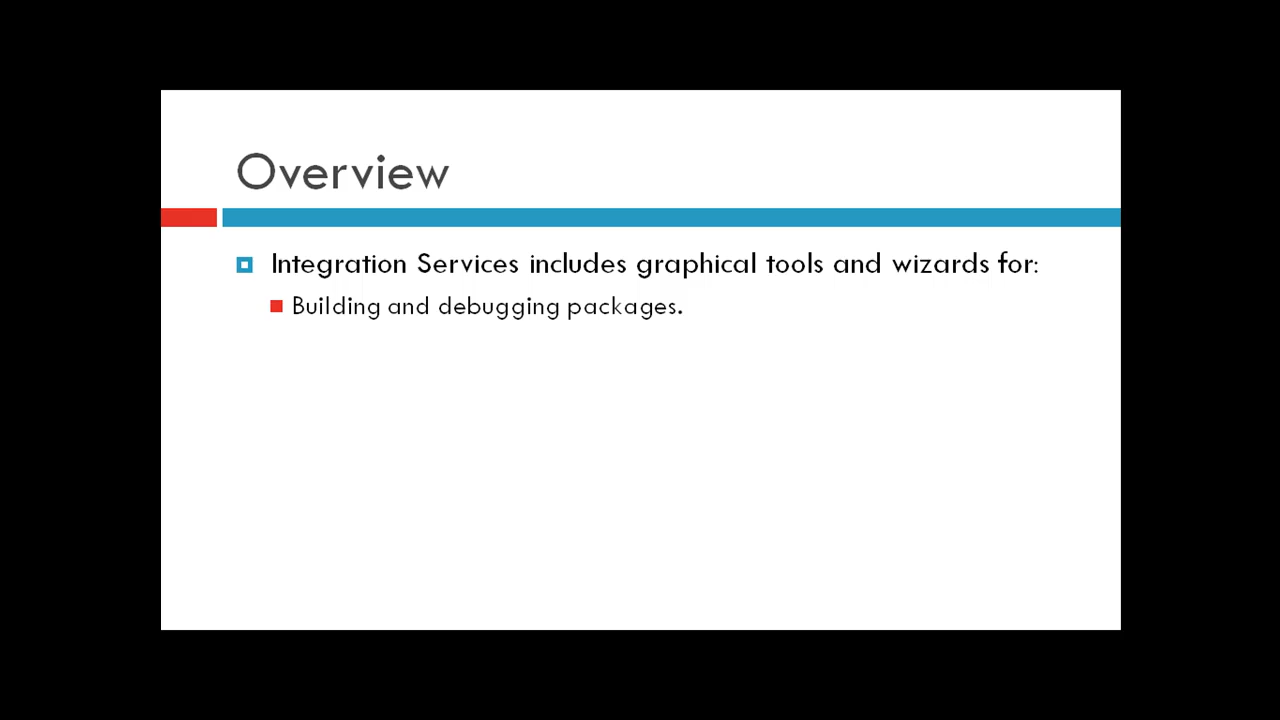 Overview
Integration Services includes graphical tools and wizards for:
Building and debugging packages.